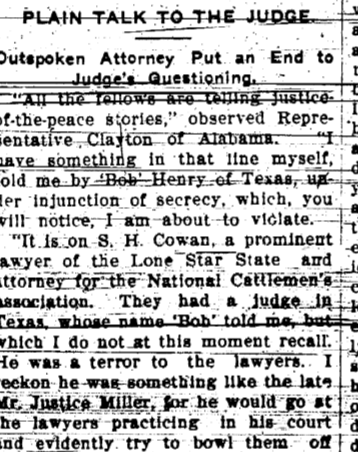 PLAIN TALK TO THE JUDGE.
Outspoken Attorney Put an End to
Judge's Questioning.
"All the fellows are telling justice-
of-the-peace stories," observed Repre-
sentative Clayton of Alabama. "I
have something in that line myself,
told me by 'Bob' Henry of Texas, un-
der injunction of secrecy, which, you
will notice, I am about to violate.
"It is on S. H. Cowan, a prominent
lawyer of the Lone Star State and
attorney for the National Cattlemen's
association. They had a judge in
Texas, whose name 'Bob' told me, but
which I do not at this moment recall.
He was a terror to the lawyers. I
reckon he was something like the late
Mr. Justice Miller, for he would go at
the lawyers practicing in his court
and evidently try to bowl them off